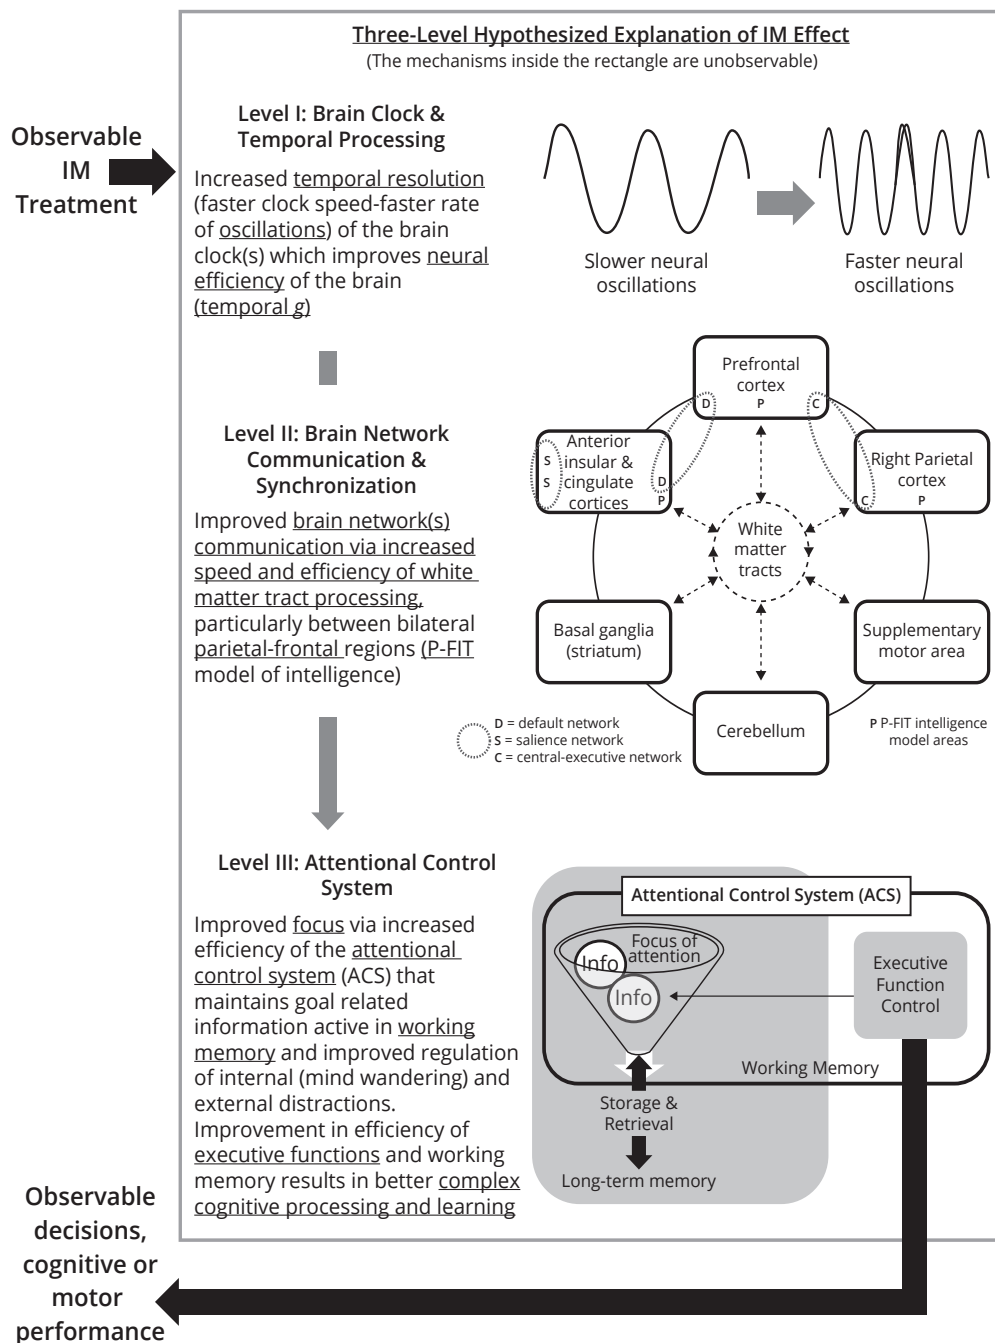 Three-Level Hypothesized Explanation of IM Effect
(The mechanisms inside the rectangle are unobservable)
Observable
IM
Treatment
Level I: Brain Clock &
Temporal Processing
Increased temporal resolution
(faster clock speed-faster rate
of oscillations) of the brain
clock(s) which improves neural
efficiency of the brain
(temporal g)
Slower neural
oscillations
Faster neural
oscillations
Level II: Brain Network
Communication &
Synchronization
Improved brain network(s)
communication via increased
speed and efficiency of white
matter tract processing,
particularly between bilateral
parietal-frontal regions (P-FIT
model of intelligence)
Prefrontal
cortex
D P C
Anterior
insular &
cingulate
cortices
S
S
D
P
Right Parietal
cortex
C P
White
matter
tracts
Basal ganglia
(striatum)
Supplementary
motor area
Cerebellum
D = default network
S = salience network
C = central-executive network
P P-FIT intelligence
model areas
Level III: Attentional Control
System
Improved focus via increased
efficiency of the attentional
control system (ACS) that
maintains goal related
information active in working
memory and improved regulation
of internal (mind wandering) and
external distractions.
Improvement in efficiency of
executive functions and working
memory results in better complex
cognitive processing and learning
Attentional Control System (ACS)
Focus of
attention
Info
Info
Executive
Function
Control
Working Memory
Storage &
Retrieval
Long-term memory
Observable
decisions,
cognitive or
motor
performance